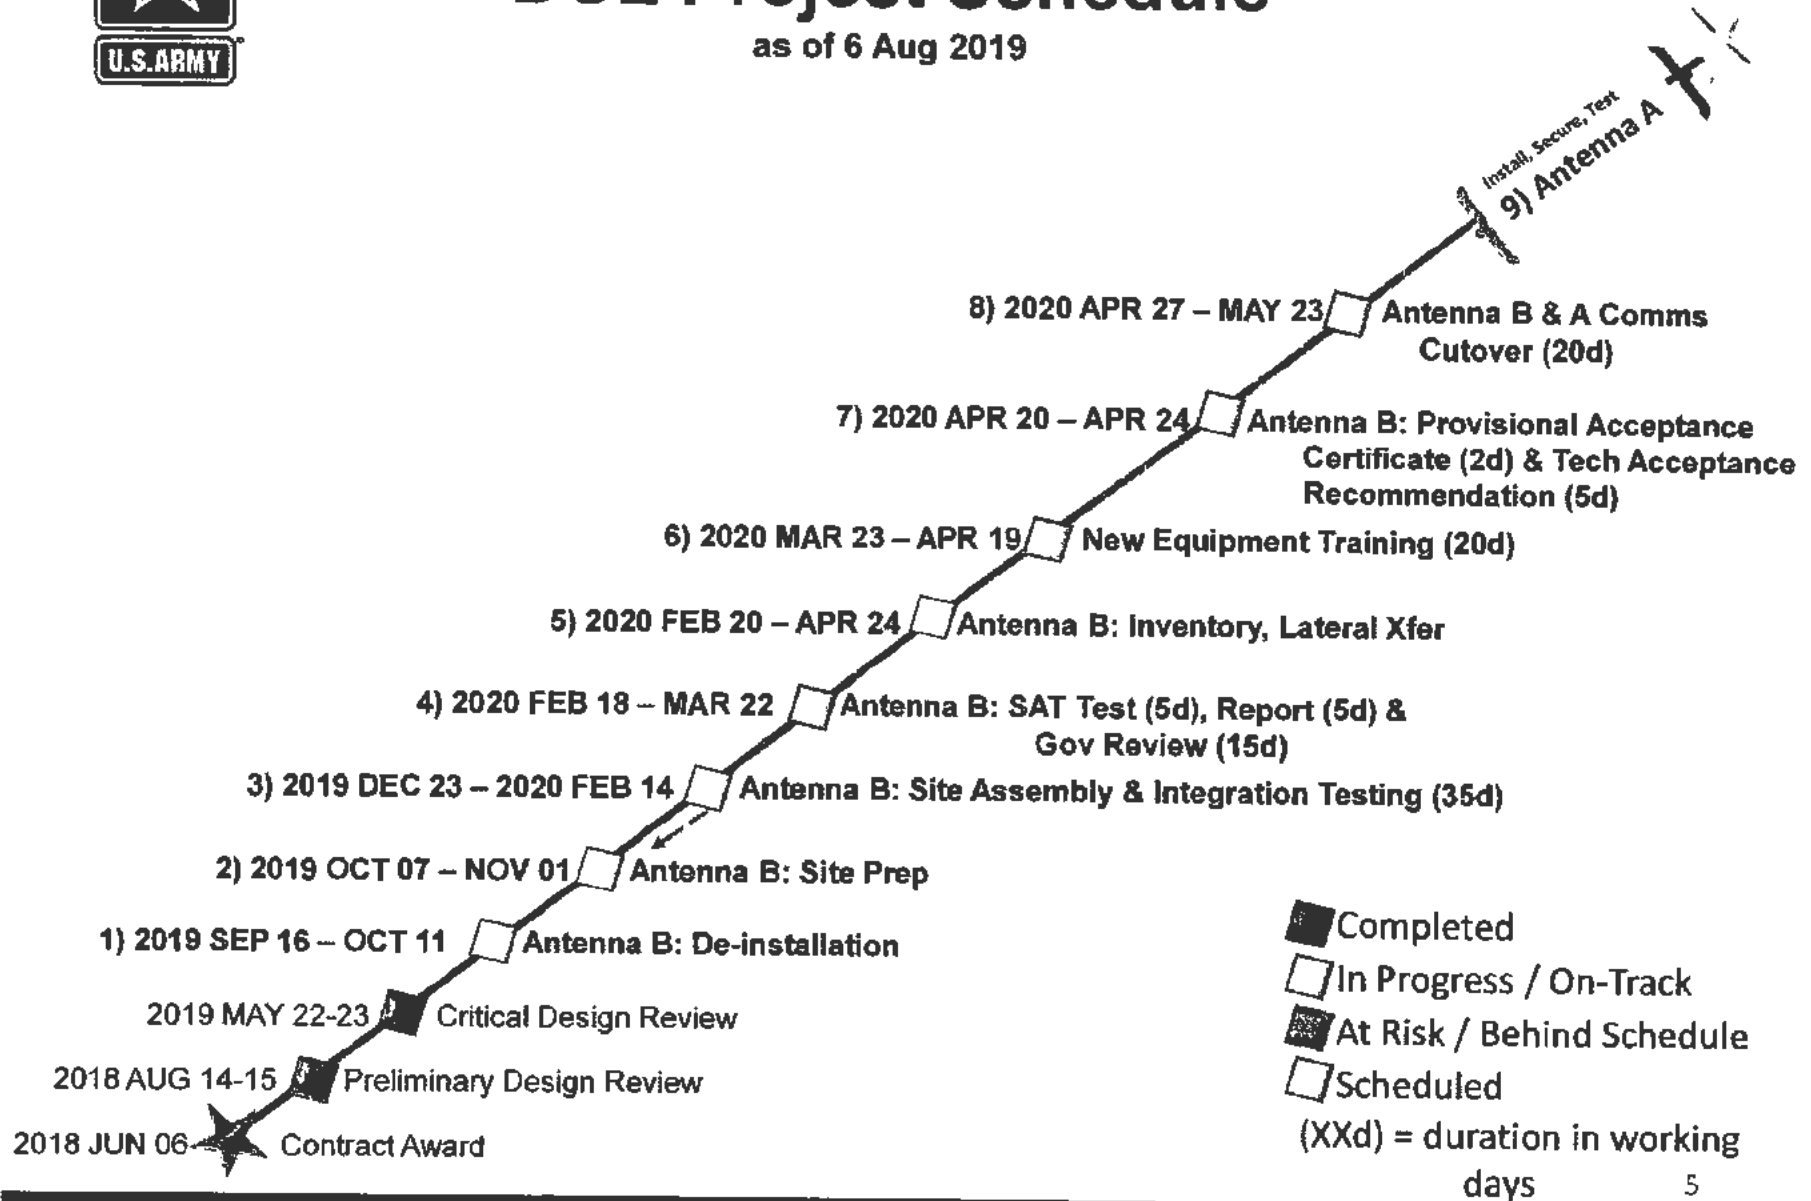 Project Schedule
as of 6 Aug 2019
U.S.ARMY
Install, Secure, Test
9) Antenna A
8) 2020 APR 27 – MAY 23 Antenna B & A Comms
Cutover (20d)
7) 2020 APR 20 – APR 24 Antenna B: Provisional Acceptance
Certificate (2d) & Tech Acceptance
Recommendation (5d)
6) 2020 MAR 23 – APR 19 New Equipment Training (20d)
5) 2020 FEB 20 – APR 24 Antenna B: Inventory, Lateral Xfer
4) 2020 FEB 18 – MAR 22 Antenna B: SAT Test (5d), Report (5d) &
Gov Review (15d)
3) 2019 DEC 23 – 2020 FEB 14 Antenna B: Site Assembly & Integration Testing (35d)
2) 2019 OCT 07 – NOV 01 Antenna B: Site Prep
1) 2019 SEP 16 – OCT 11 Antenna B: De-installation
2019 MAY 22-23 Critical Design Review
2018 AUG 14-15 Preliminary Design Review
2018 JUN 06 Contract Award
Completed
In Progress / On-Track
At Risk / Behind Schedule
Scheduled
(XXd) = duration in working
days
5